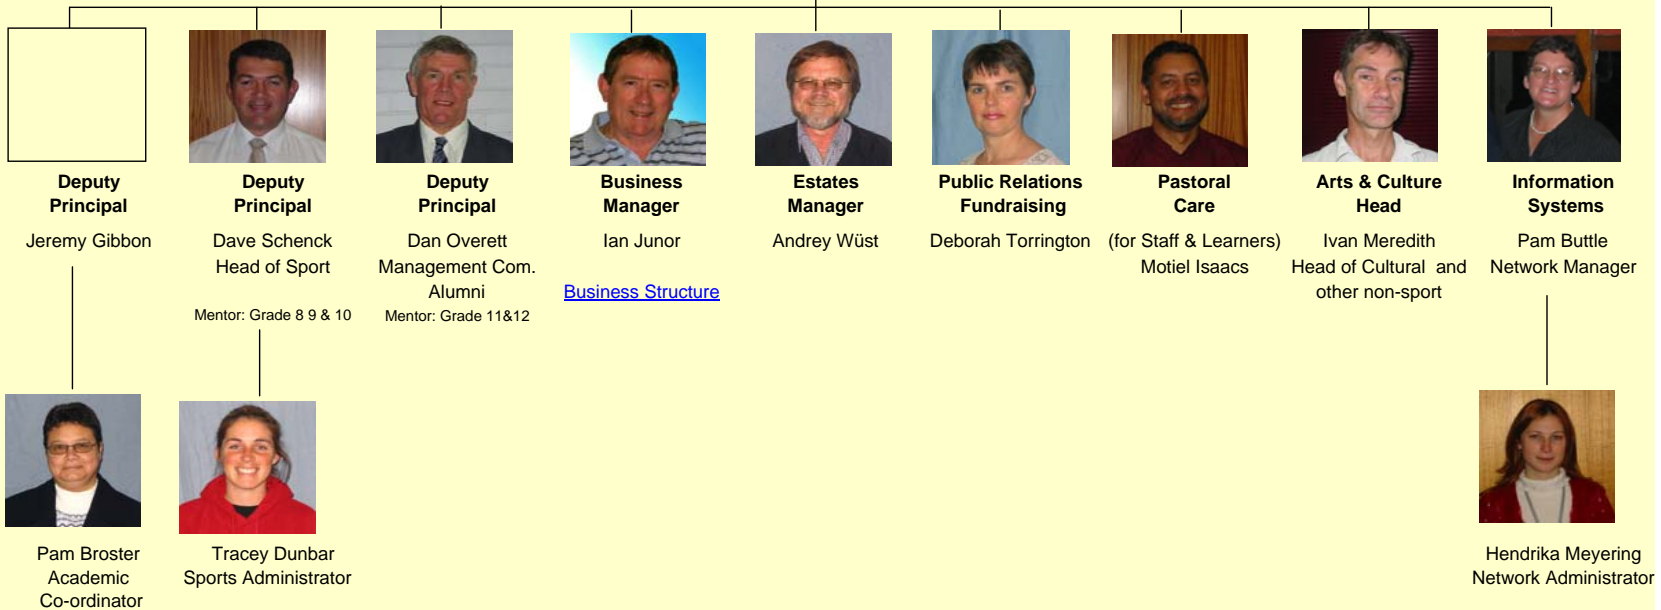 Deputy
Principal
Jeremy Gibbon
Deputy
Principal
Dave Schenck
Head of Sport
Mentor: Grade 8 9 & 10
Deputy
Principal
Dan Overett
Management Com.
Alumni
Mentor: Grade 11&12
Business
Manager
Ian Junor
Business Structure
Estates
Manager
Andrey Wüst
Public Relations
Fundraising
Deborah Torrington
Pastoral
Care
(for Staff & Learners)
Motiel Isaacs
Arts & Culture
Head
Ivan Meredith
Head of Cultural and
other non-sport
Information
Systems
Pam Buttle
Network Manager
Pam Broster
Academic
Co-ordinator
Tracey Dunbar
Sports Administrator
Hendrika Meyering
Network Administrator